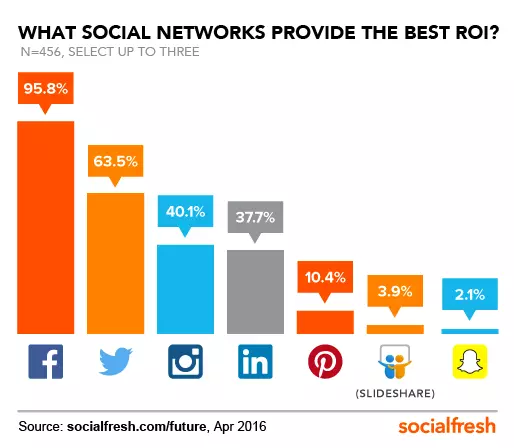 WHAT SOCIAL NETWORKS PROVIDE THE BEST ROI?
N=456, SELECT UP TO THREE
95.8%
63.5%
40.1%
37.7%
10.4%
3.9%
2.1%
f
in
(SLIDESHARE)
Source: socialfresh.com/future, Apr 2016
socialfresh